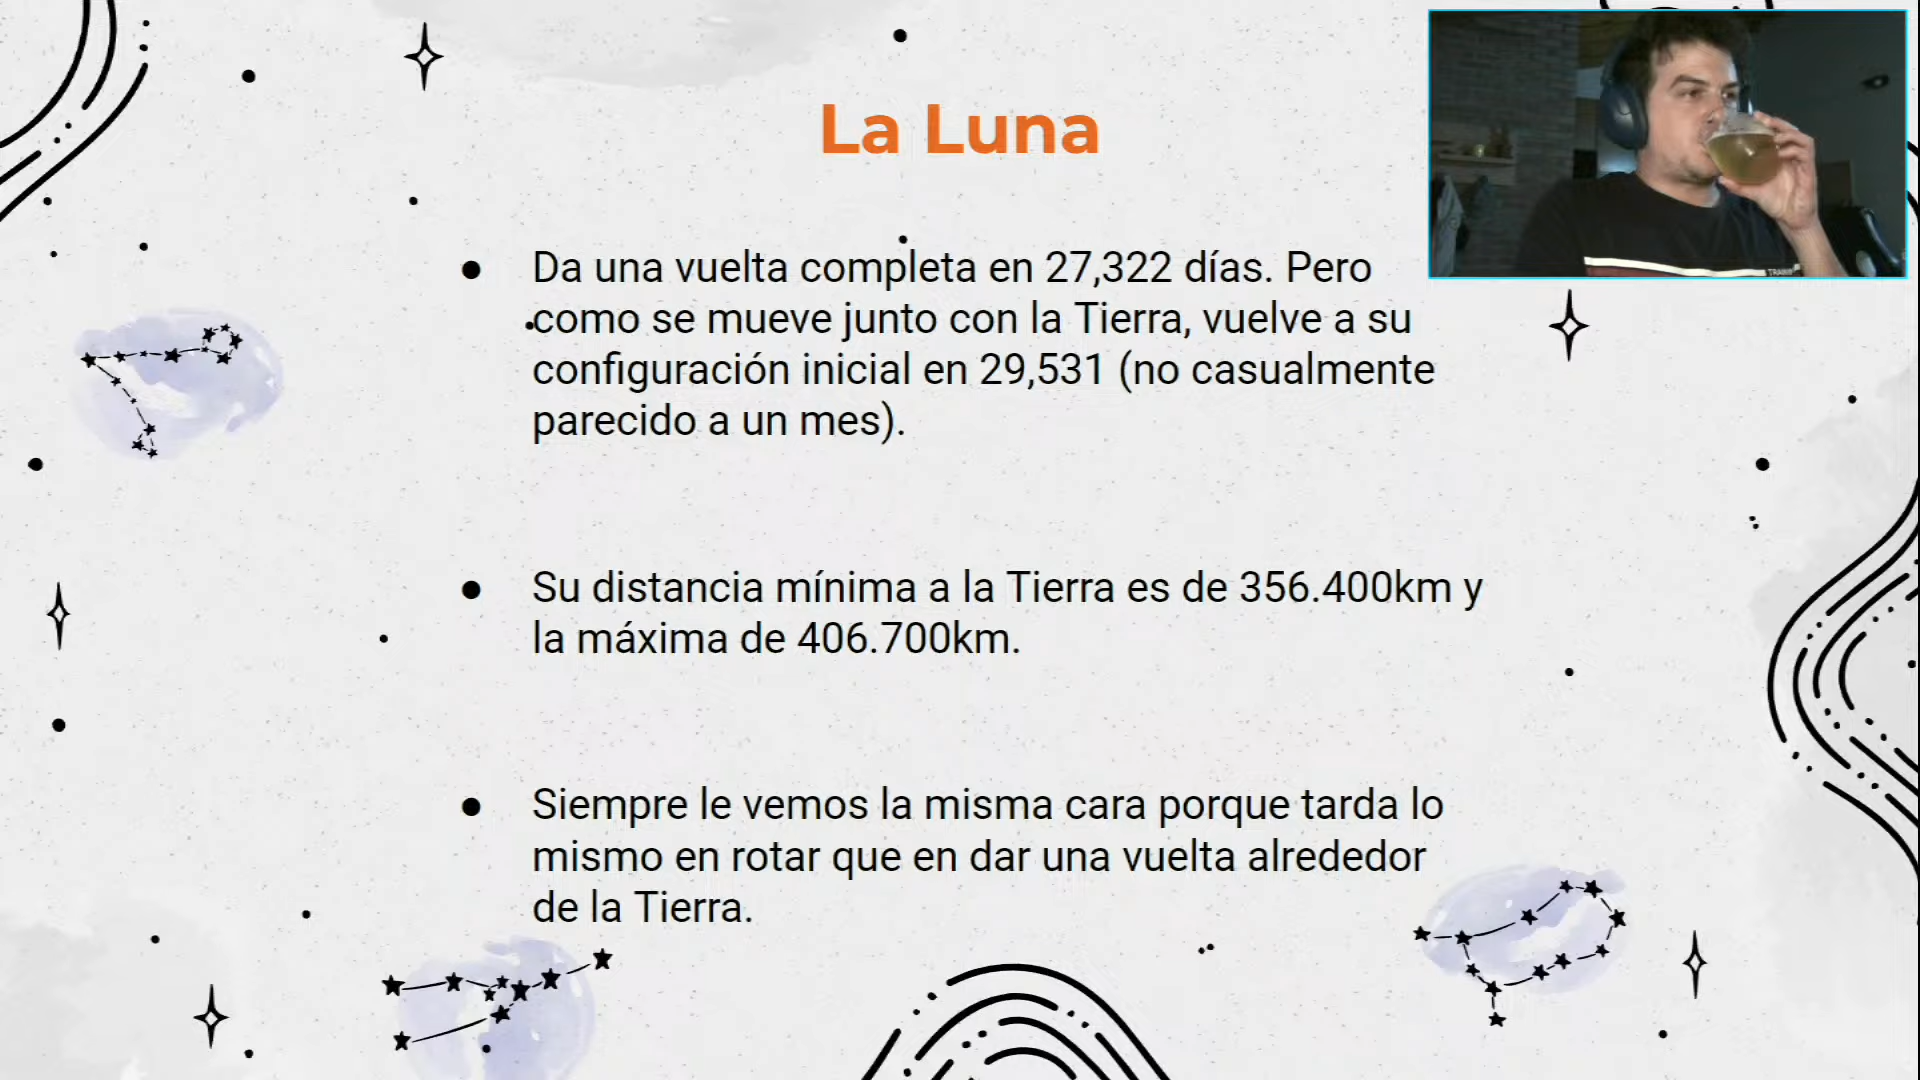 La Luna
Da una vuelta completa en 27,322 días. Pero
como se mueve junto con la Tierra, vuelve a su
configuración inicial en 29,531 (no casualmente
parecido a un mes).
Su distancia mínima a la Tierra es de 356.400km y
la máxima de 406.700km.
Siempre le vemos la misma cara porque tarda lo
mismo en rotar que en dar una vuelta alrededor
de la Tierra.